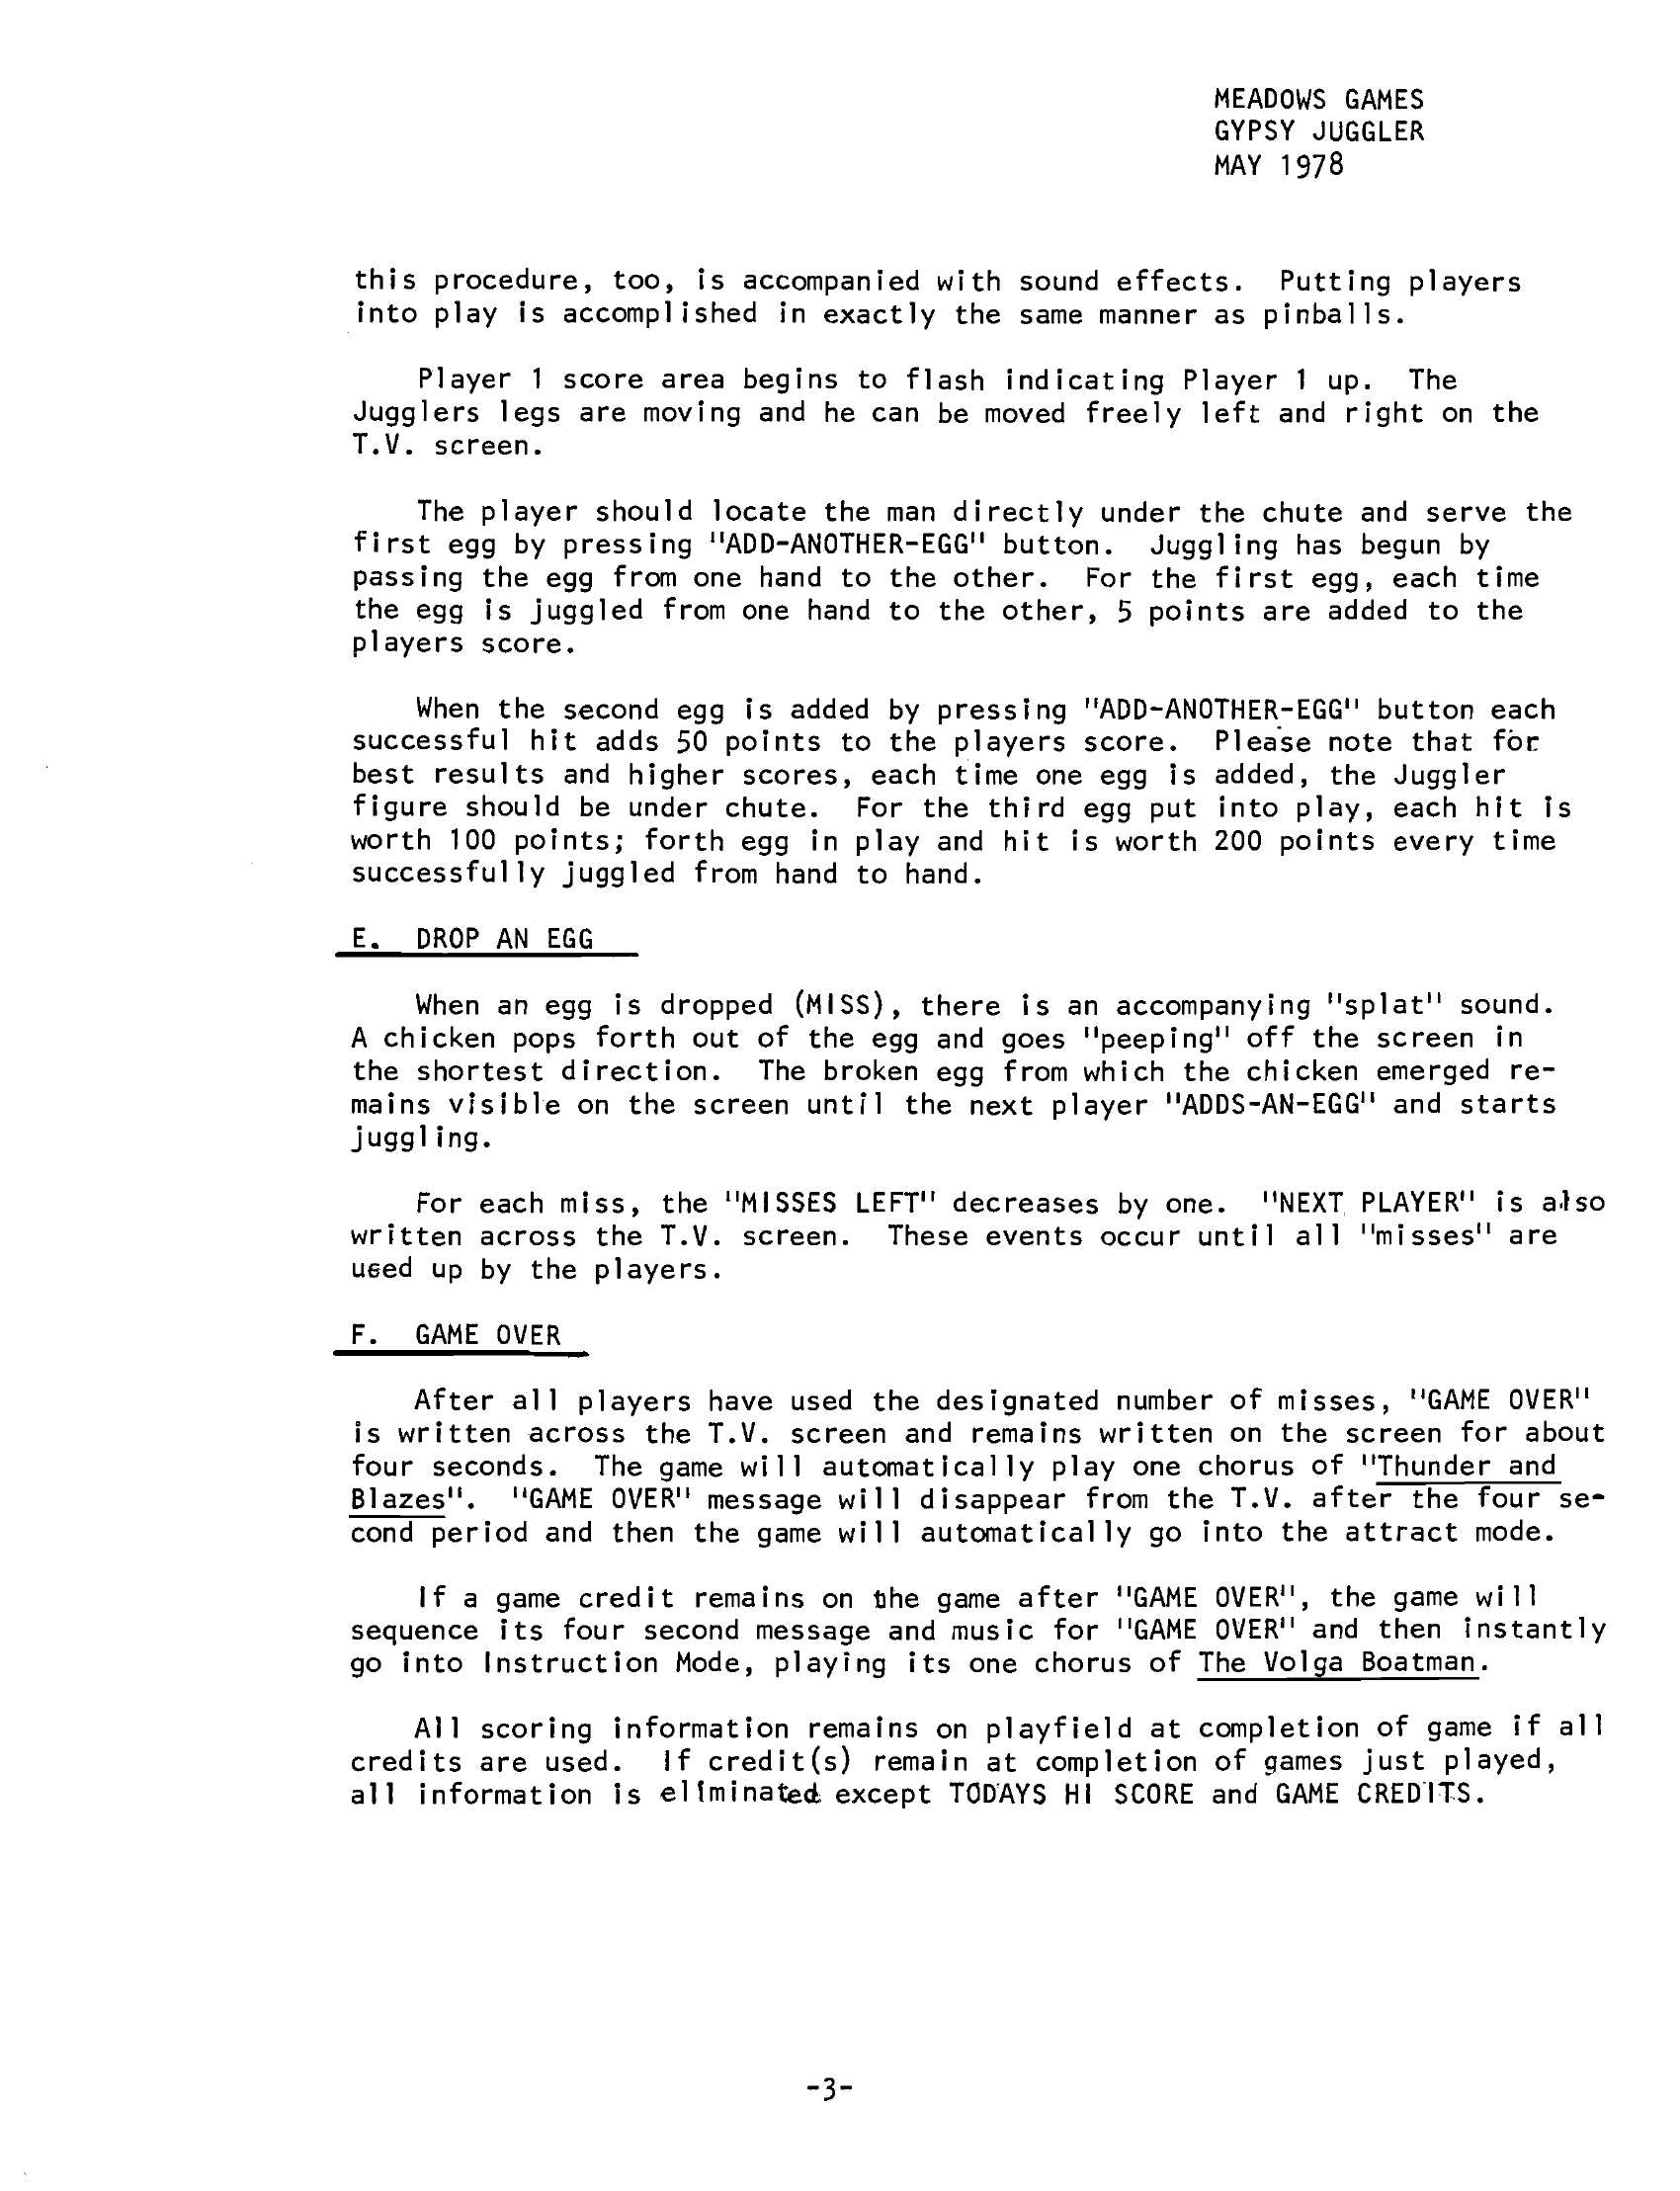 MEADOWS GAMES
GYPSY JUGGLER
MAY 1978
this procedure, too, is accompanied with sound effects. Putting players
into play is accomplished in exactly the same manner as pinballs.
Player 1 score area begins to flash indicating Player 1 up. The
Jugglers legs are moving and he can be moved freely left and right on the
T.V. screen.
The player should locate the man directly under the chute and serve the
first egg by pressing "ADD-ANOTHER-EGG" button. Juggling has begun by
passing the egg from one hand to the other. For the first egg, each time
the egg is juggled from one hand to the other, 5 points are added to the
players score.
When the second egg is added by pressing "ADD-ANOTHER-EGG" button each
successful hit adds 50 points to the players score. Please note that for
best results and higher scores, each time one egg is added, the Juggler
figure should be under chute. For the third egg put into play, each hit is
worth 100 points; forth egg in play and hit is worth 200 points every time
successfully juggled from hand to hand.
E. DROP AN EGG
When an egg is dropped (MISS), there is an accompanying "splat" sound.
A chicken pops forth out of the egg and goes "peeping" off the screen in
the shortest direction. The broken egg from which the chicken emerged re-
mains visible on the screen until the next player "ADDS-AN-EGG" and starts
juggling.
For each miss, the "MISSES LEFT" decreases by one. "NEXT PLAYER" is also
written across the T.V. screen. These events occur until all "misses" are
used up by the players.
F. GAME OVER
After all players have used the designated number of misses, "GAME OVER"
is written across the T.V. screen and remains written on the screen for about
four seconds. The game will automatically play one chorus of "Thunder and
Blazes". "GAME OVER" message will disappear from the T.V. after the four se-
cond period and then the game will automatically go into the attract mode.
If a game credit remains on the game after "GAME OVER", the game will
sequence its four second message and music for "GAME OVER" and then instantly
go into Instruction Mode, playing its one chorus of The Volga Boatman.
All scoring information remains on playfield at completion of game if all
credits are used. If credit(s) remain at completion of games just played,
all information is eliminated except TODAYS HI SCORE and GAME CREDITS.
-3-